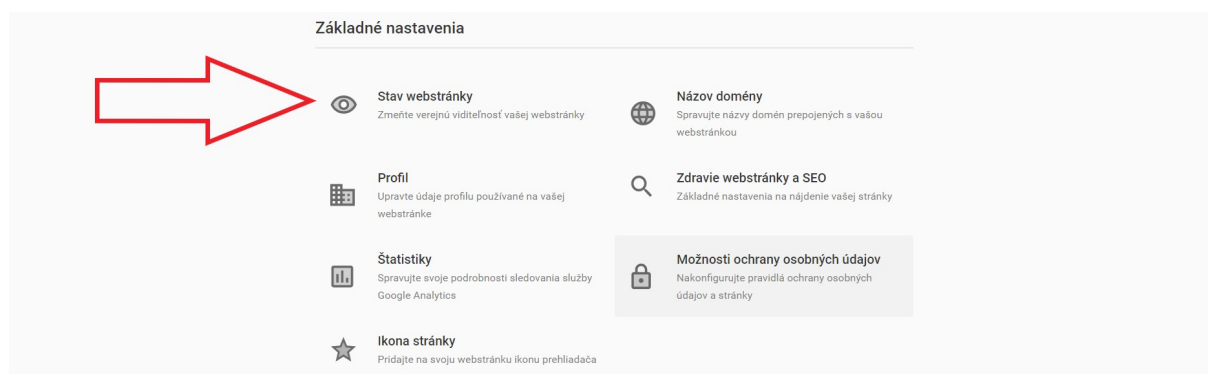 Základné nastavenia
Stav webstránky
Zmeňte verejnú viditeľnosť vašej webstránky
Názov domény
Spravujte názvy domén prepojených s vašou
webstránkou
Profil
Upravte údaje profilu používané na vašej
webstránke
Zdravie webstránky a SEO
Základné nastavenia na nájdenie vašej stránky
Štatistiky
Spravujte svoje podrobnosti sledovania služby
Google Analytics
Možnosti ochrany osobných údajov
Nakonfigurujte pravidlá ochrany osobných
údajov a stránky
Ikona stránky
Pridajte na svoju webstránku ikonu prehliadača